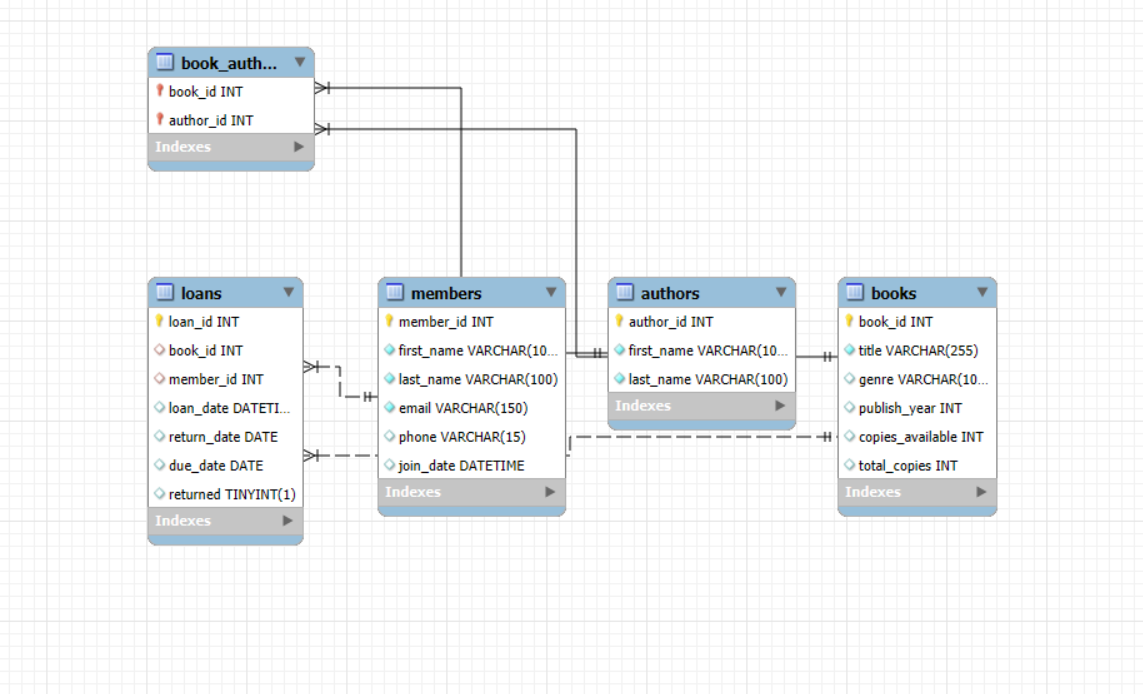 book_auth...
book_id INT
author_id INT
Indexes
loans
loan_id INT
book_id INT
member_id INT
loan_date DATETI...
return_date DATE
due_date DATE
returned TINYINT(1)
Indexes
members
member_id INT
first_name VARCHAR(10...
last_name VARCHAR(100)
email VARCHAR(150)
phone VARCHAR(15)
join_date DATETIME
Indexes
authors
author_id INT
first_name VARCHAR(10...
last_name VARCHAR(100)
Indexes
books
book_id INT
title VARCHAR(255)
genre VARCHAR(10...
publish_year INT
copies_available INT
total_copies INT
Indexes